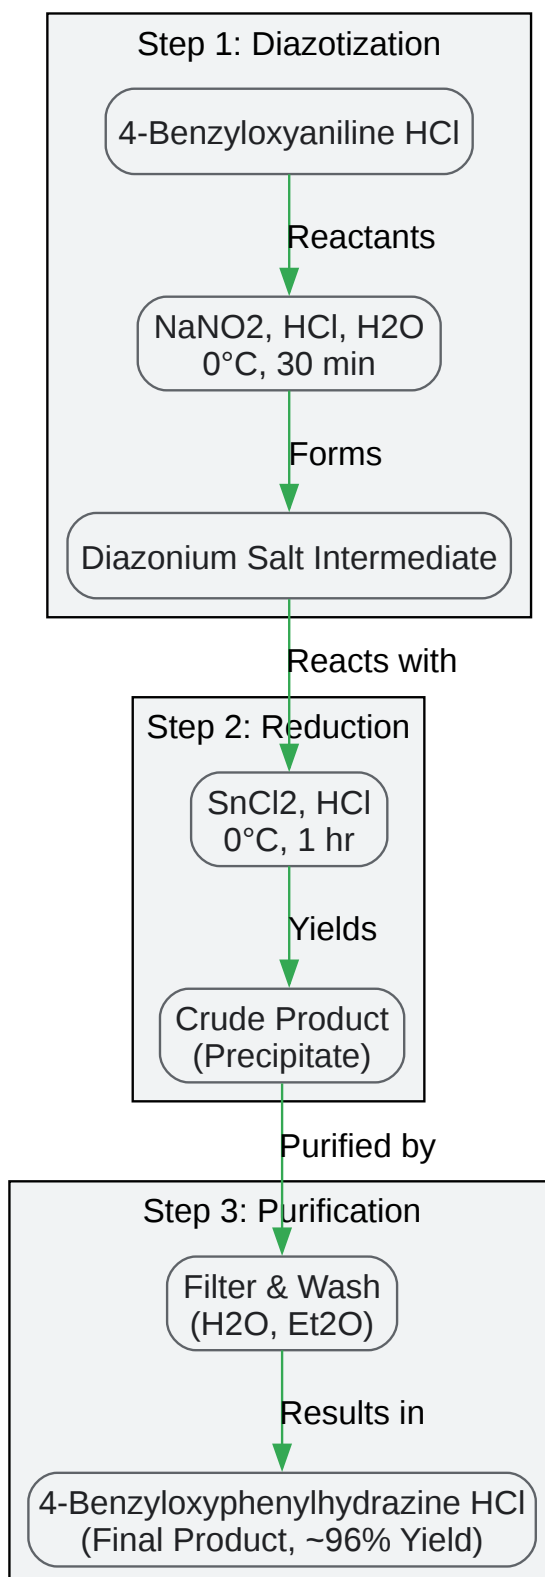 Step 1: Diazotization
4-Benzyloxyaniline HCl
Reactants
NaNO2, HCl, H2O
0°C, 30 min
Forms
Diazonium Salt Intermediate
Reacts with
Step 2: Reduction
SnCl2, HCl
0°C, 1 hr
Yields
Crude Product
(Precipitate)
Purified by
Step 3: Purification
Filter & Wash
(H2O, Et2O)
Results in
4-Benzyloxyphenylhydrazine HCl
(Final Product, ~96% Yield)